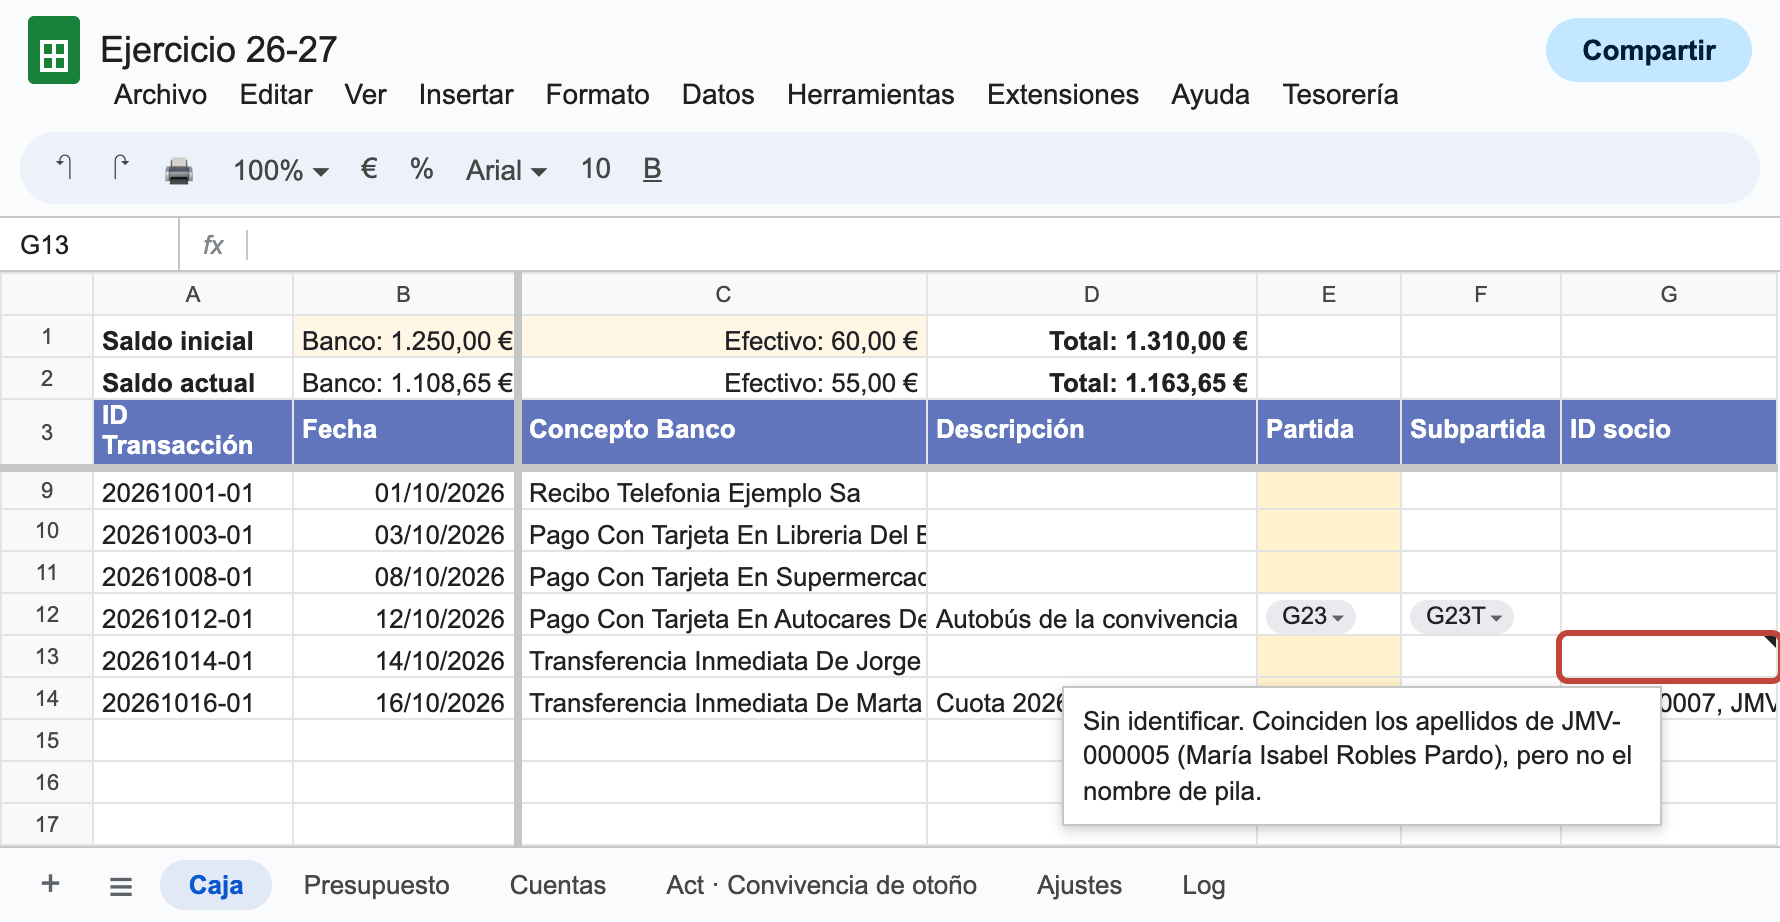 Ejercicio 26-27
Compartir
Archivo Editar Ver Insertar Formato Datos Herramientas Extensiones Ayuda Tesorería
100% € % Arial 10 B
G13 fx
A B C D E F G
1 Saldo inicial Banco: 1.250,00 € Efectivo: 60,00 € Total: 1.310,00 €
2 Saldo actual Banco: 1.108,65 € Efectivo: 55,00 € Total: 1.163,65 €
3 ID Transacción Fecha Concepto Banco Descripción Partida Subpartida ID socio
9 20261001-01 01/10/2026 Recibo Telefonia Ejemplo Sa
10 20261003-01 03/10/2026 Pago Con Tarjeta En Libreria Del
11 20261008-01 08/10/2026 Pago Con Tarjeta En Supermercad
12 20261012-01 12/10/2026 Pago Con Tarjeta En Autocares De Autobús de la convivencia G23 G23T
13 20261014-01 14/10/2026 Transferencia Inmediata De Jorge
14 20261016-01 16/10/2026 Transferencia Inmediata De Marta Cuota 2026 0007, JMV
Sin identificar. Coinciden los apellidos de JMV-
000005 (María Isabel Robles Pardo), pero no el
nombre de pila.
15
16
17
+ Caja Presupuesto Cuentas Act · Convivencia de otoño Ajustes Log